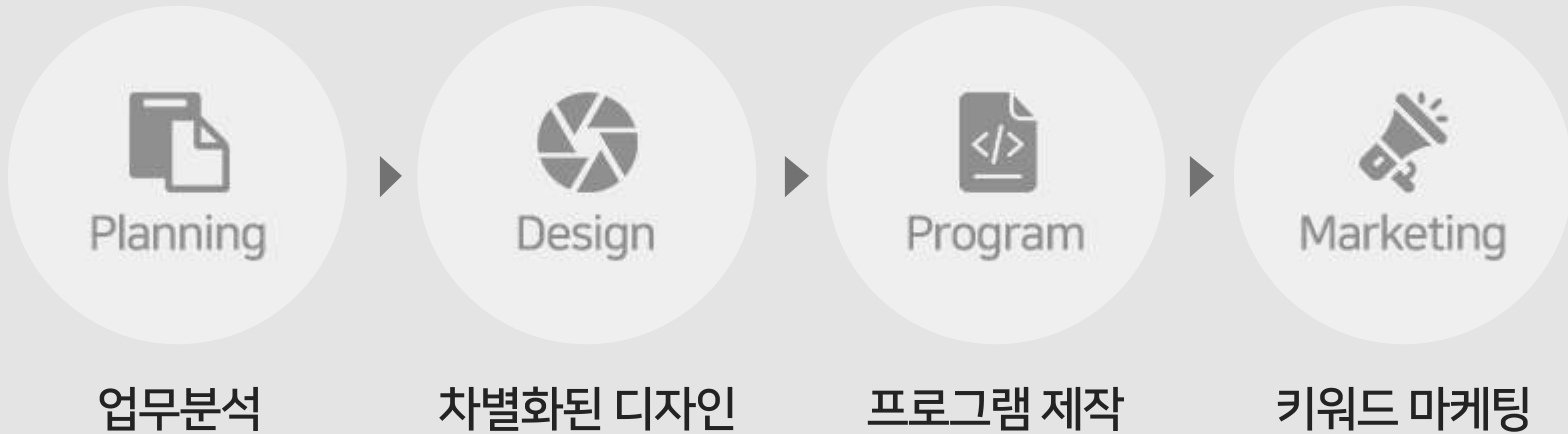 Planning
Design
Program
Marketing
업무분석
차별화된 디자인
프로그램 제작
키워드 마케팅